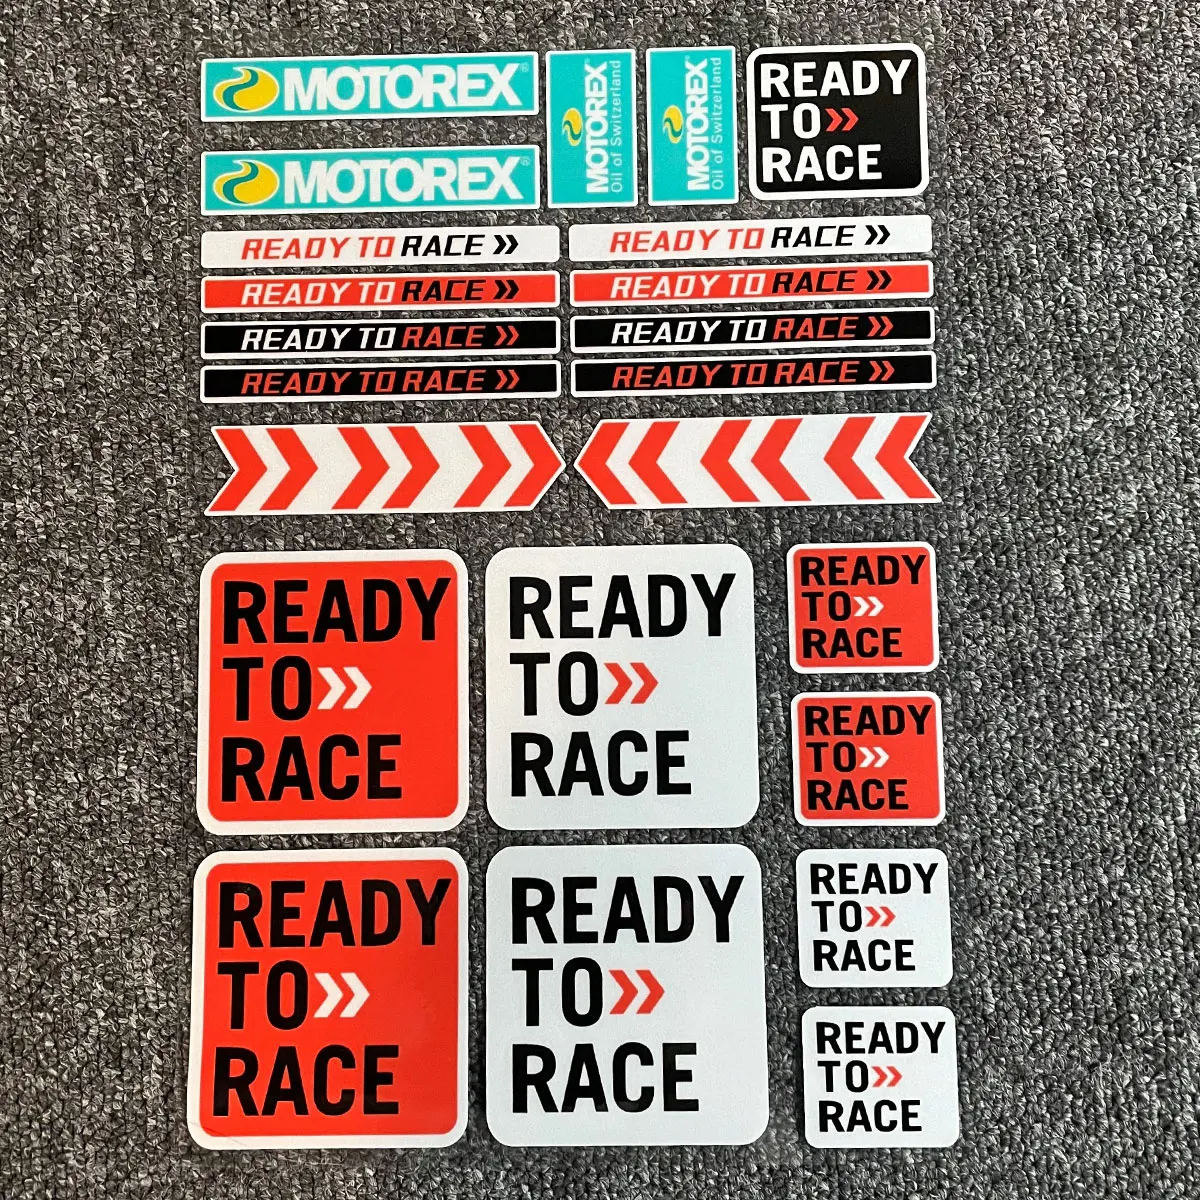 MOTOREX®
MOTOREX®
MOTOREX
Oil of Switzerland
MOTOREX
Oil of Switzerland
READY
TO»
RACE
READY TO RACE »
READY TO RACE »
READY TO RACE »
READY TO RACE »
READY TO RACE »
READY TO RACE »
READY TO RACE »
READY TO RACE »
READY
TO»
RACE
READY
TO»
RACE
READY
TO»
RACE
READY
TO»
RACE
READY
TO»
RACE
READY
TO»
RACE
READY
TO»
RACE
READY
TO»
RACE